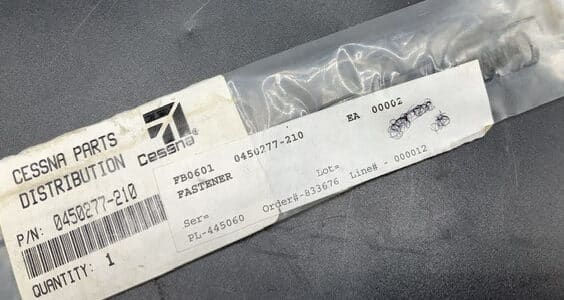 CESSNA PARTS
DISTRIBUTION
Cessna®
P/N: 0450277-210
QUANTITY: 1
FB0601 0450277-210 EA 00002
FASTENER
Lot=
Ser= Order#-833676 Line# - 000012
PL-445060